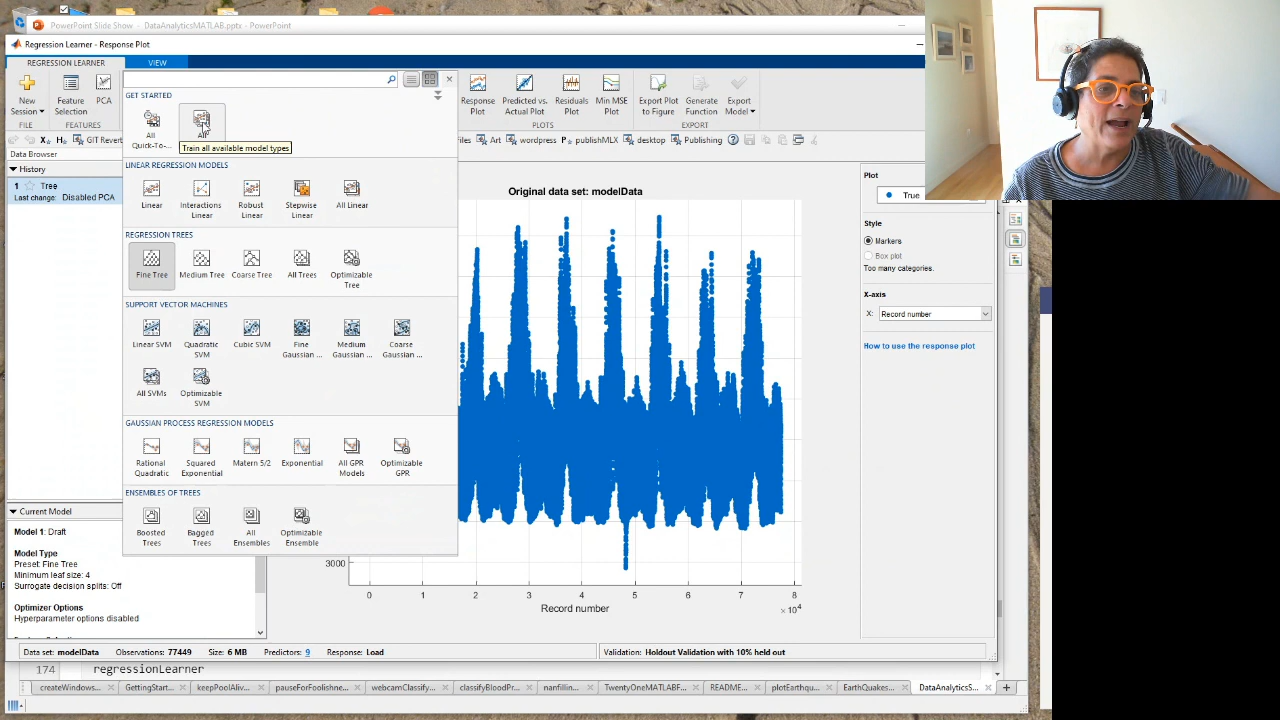 PowerPoint Slide Show - DataAnalyticsMATLAB.pptx - PowerPoint
Regression Learner - Response Plot
REGRESSION LEARNER
VIEW
New Session
Feature Selection
PCA
Response Plot
Predicted vs. Actual Plot
Residuals Plot
Min MSE Plot
Export Plot to Figure
Generate Function
Export Model
FILE
FEATURES
PLOTS
EXPORT
GET STARTED
All Quick-To-...
All
Train all available model types
GIT Revert
Files
Art
wordpress
publishMLX
desktop
Publishing
Data Browser
History
1 Tree
Last change: Disabled PCA
LINEAR REGRESSION MODELS
Linear
Interactions Linear
Robust Linear
Stepwise Linear
All Linear
REGRESSION TREES
Fine Tree
Medium Tree
Coarse Tree
All Trees
Optimizable Tree
SUPPORT VECTOR MACHINES
Linear SVM
Quadratic SVM
Cubic SVM
Fine Gaussian ...
Medium Gaussian ...
Coarse Gaussian ...
All SVMs
Optimizable SVM
GAUSSIAN PROCESS REGRESSION MODELS
Rational Quadratic
Squared Exponential
Matern 5/2
Exponential
All GPR Models
Optimizable GPR
ENSEMBLES OF TREES
Boosted Trees
Bagged Trees
All Ensembles
Optimizable Ensemble
Original data set: modelData
3000
0 1 2 3 4 5 6 7 8
Record number
×10⁴
Plot
True
Style
Markers
Box plot
Too many categories.
X-axis
X: Record number
How to use the response plot
Current Model
Model 1: Draft
Model Type
Preset: Fine Tree
Minimum leaf size: 4
Surrogate decision splits: Off
Optimizer Options
Hyperparameter options disabled
Data set: modelData Observations: 77449 Size: 6 MB Predictors: 9 Response: Load
Validation: Holdout Validation with 10% held out
174 regressionLearner
createWindows...
GettingStart...
keepPoolAliv...
pauseForFoolishne...
webcamClassify...
classifyBloodPr...
nanfilling...
TwentyOneMATLABF...
README...
plotEarthqu...
EarthQuakes...
DataAnalyticsS...